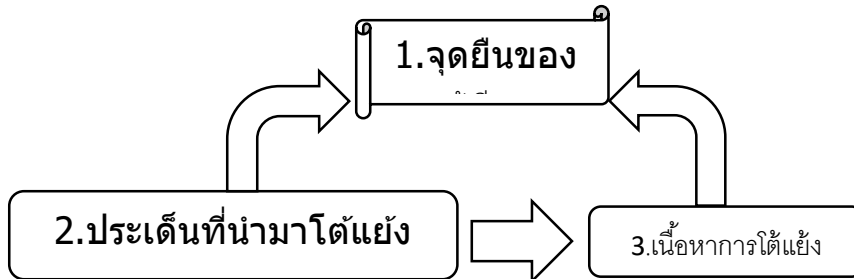 1.จุดยืนของ
2.ประเด็นที่นำมาโต้แย้ง
3.เนื้อหาการโต้แย้ง